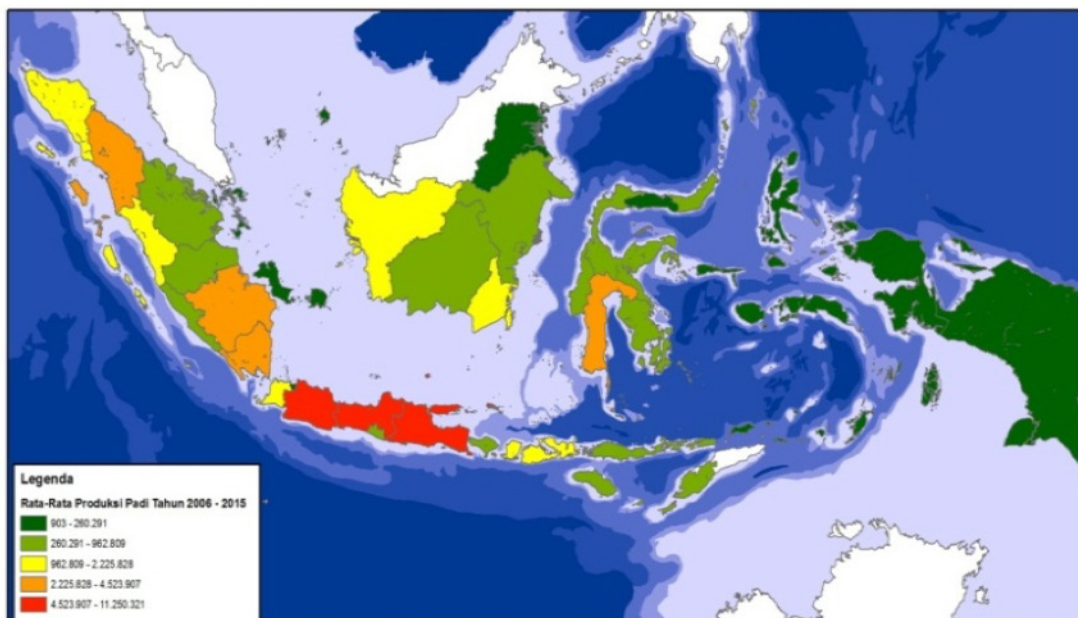 Legenda
Rata-Rata Produksi Padi Tahun 2006 - 2015
903 - 260.291
260.291 - 962.809
962.809 - 2.225.828
2.225.828 - 4.523.907
4.523.907 - 11.250.321